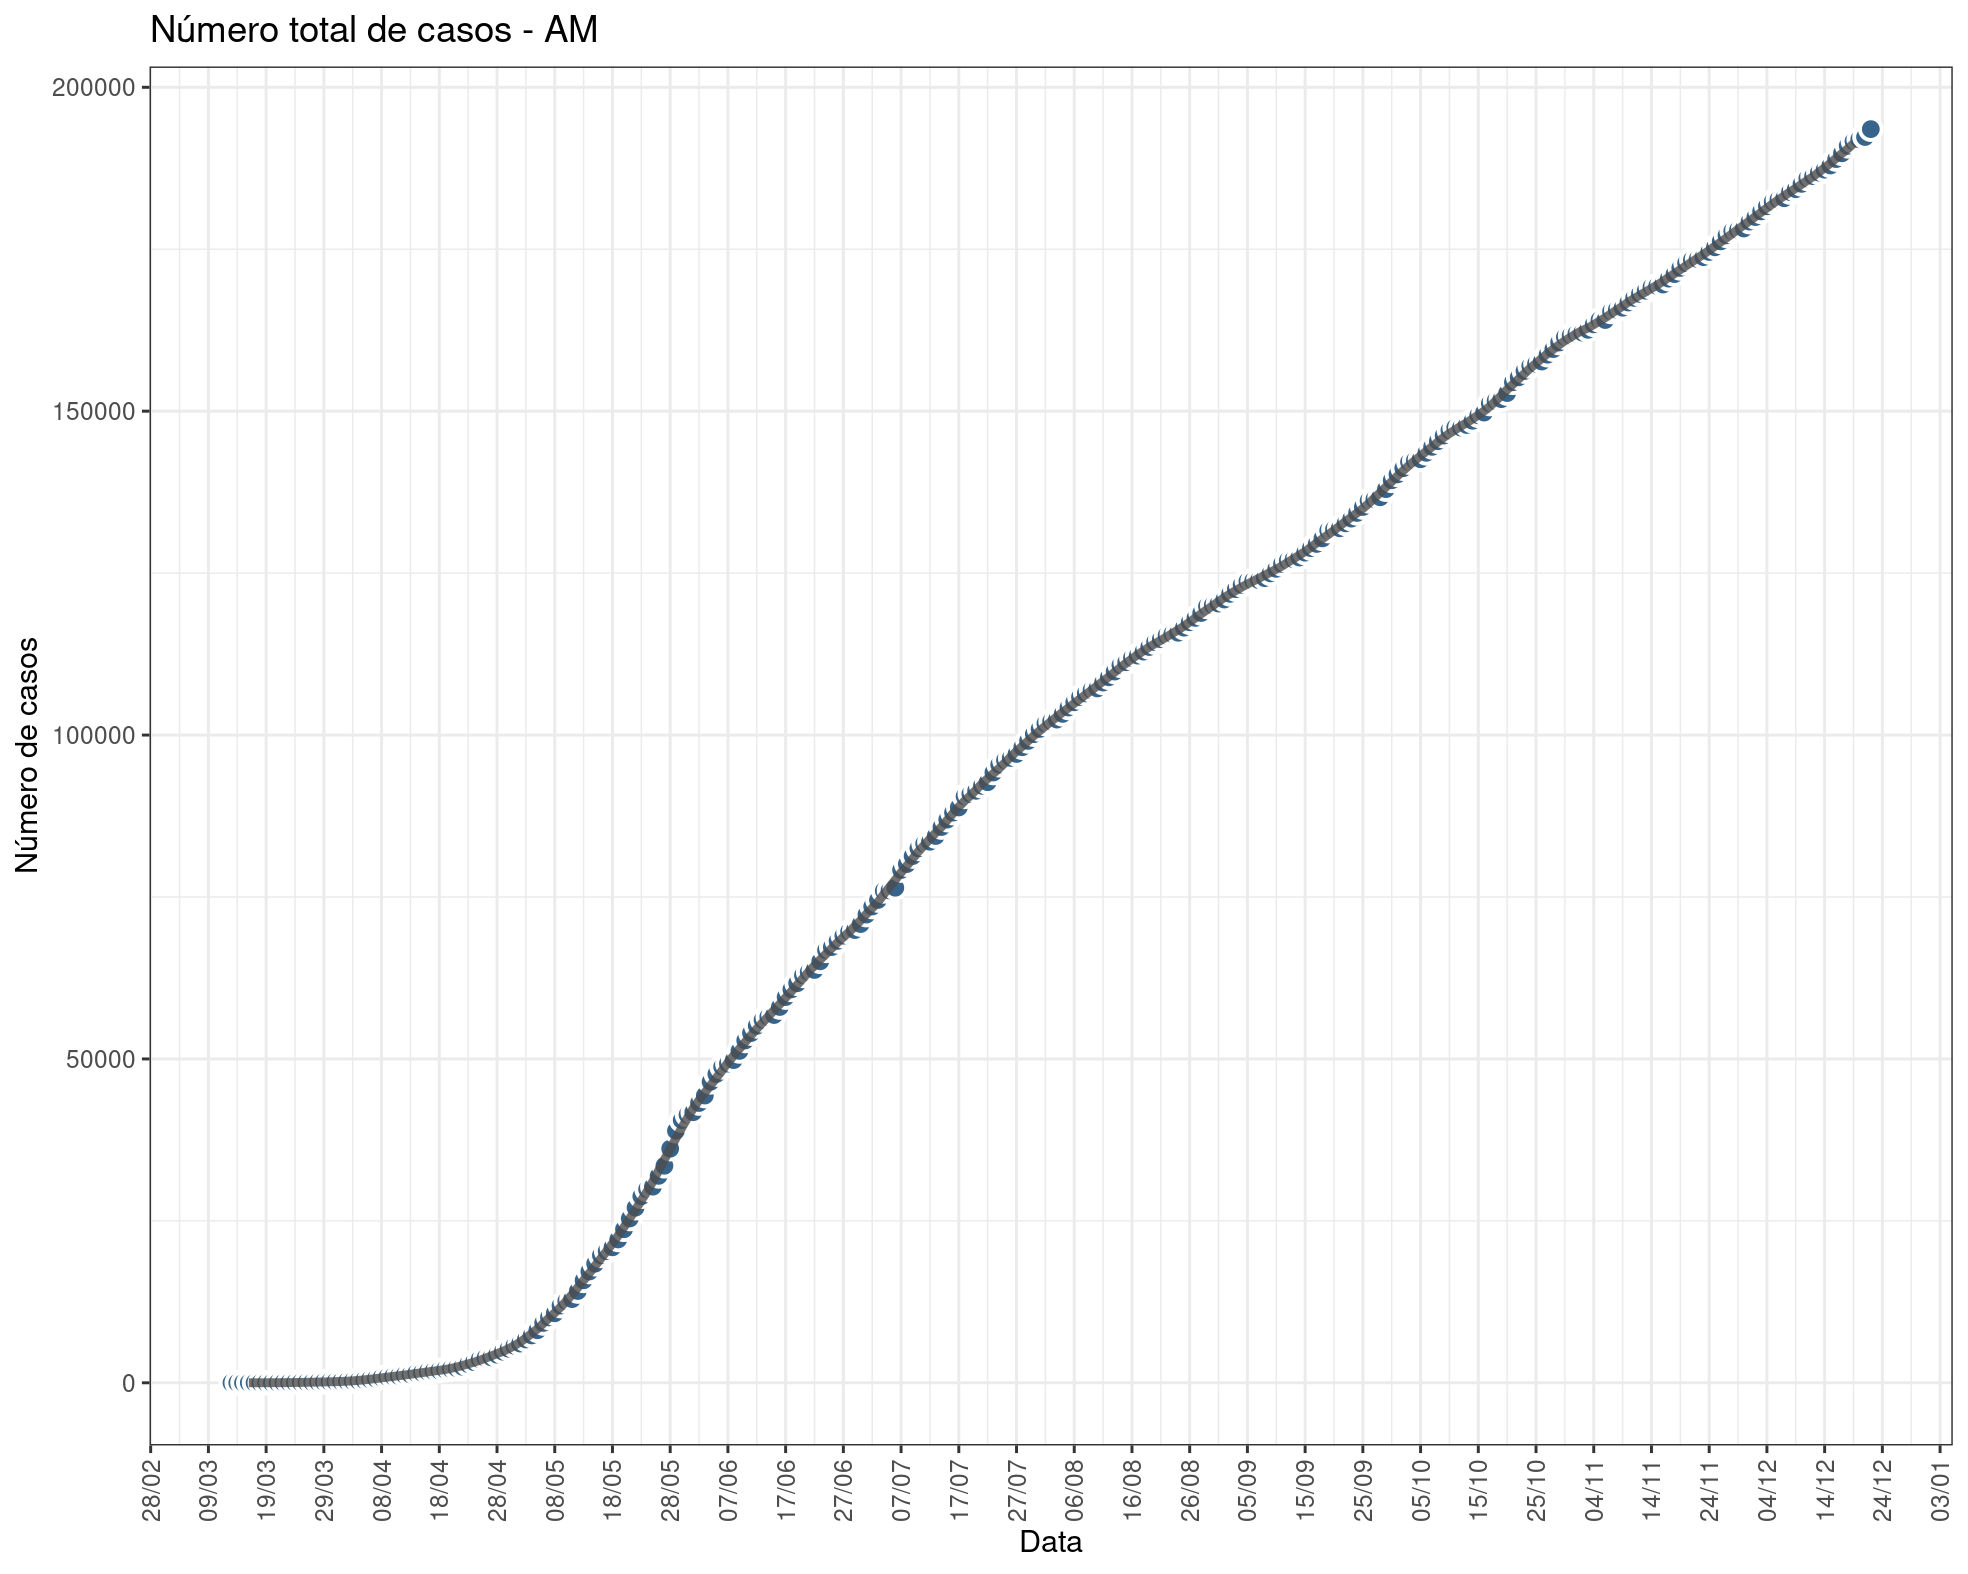 Número total de casos - AM
200000
150000
100000
50000
0
Número de casos
28/02 09/03 19/03 29/03 08/04 18/04 28/04 08/05 18/05 28/05 07/06 17/06 27/06 07/07 17/07 27/07 06/08 16/08 26/08 05/09 15/09 25/09 05/10 15/10 25/10 04/11 14/11 24/11 04/12 14/12 24/12 03/01
Data